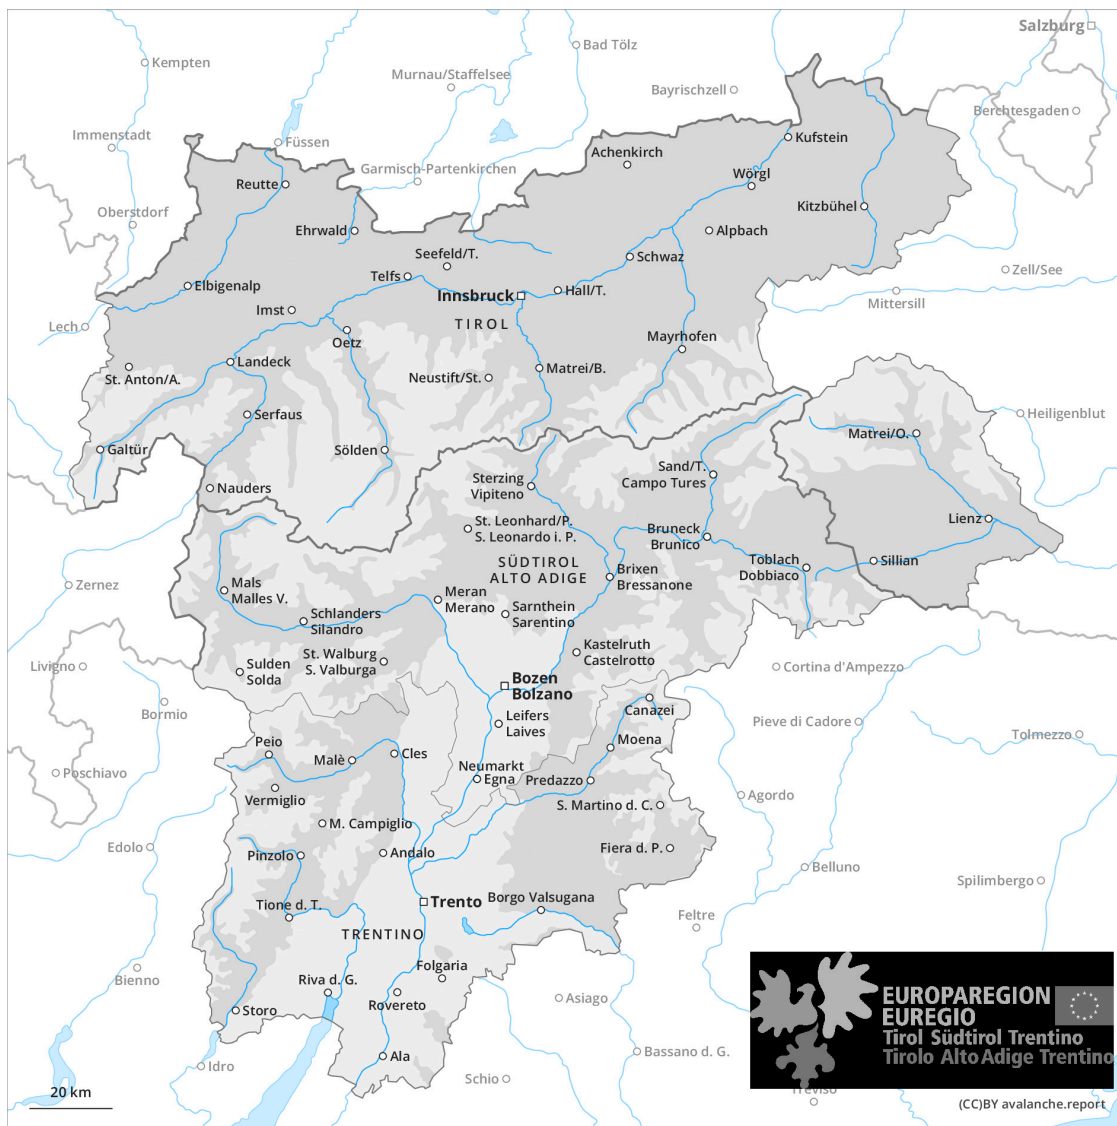 Salzburg
Bad Tölz
Kempten
Murnau/Staffelsee
Bayrischzell
Berchtesgaden
Immenstadt
Füssen
Kufstein
Achenkirch
Garmisch-Partenkirchen
Wörgl
Reutte
Oberstdorf
Kitzbühel
Ehrwald
Alpbach
Seefeld/T.
Schwaz
Zell/See
Telfs
Elbigenalp
Innsbruck
Hall/T.
Mittersill
Imst
TIROL
Lech
Oetz
Mayrhofen
Landeck
Matrei/B.
St. Anton/A.
Neustift/St.
Serfaus
Heiligenblut
Matrei/O.
Galtür
Sölden
Sand/T.
Campo Tures
Sterzing
Vipiteno
Nauders
Lienz
St. Leonhard/P.
S. Leonardo i. P.
Bruneck
Brunico
SÜDTIROL
ALTO ADIGE
Toblach
Dobbiaco
Sillian
Brixen
Bressanone
Zernez
Mals
Malles V.
Meran
Merano
Sarnthein
Sarentino
Schlanders
Silandro
Kastelruth
Castelrotto
St. Walburg
S. Valburga
Livigno
Sulden
Solda
Cortina d'Ampezzo
Bozen
Bolzano
Bormio
Canazei
Leifers
Laives
Pieve di Cadore
Tolmezzo
Peio
Moena
Malè
Cles
Poschiavo
Neumarkt
Egna
Predazzo
Vermiglio
S. Martino d. C.
Agordo
M. Campiglio
Edolo
Fiera d. P.
Pinzolo
Andalo
Belluno
Spilimbergo
Trento
Borgo Valsugana
Tione d. T.
Feltre
TRENTINO
Bienno
Folgaria
Riva d. G.
Rovereto
Asiago
Storo
EUROPAREGION
EUREGIO
Tirol Südtirol Trentino
Tirolo Alto Adige Trentino
Ala
Idro
Bassano d. G.
Schio
Treviso
20 km
(CC)BY avalanche.report